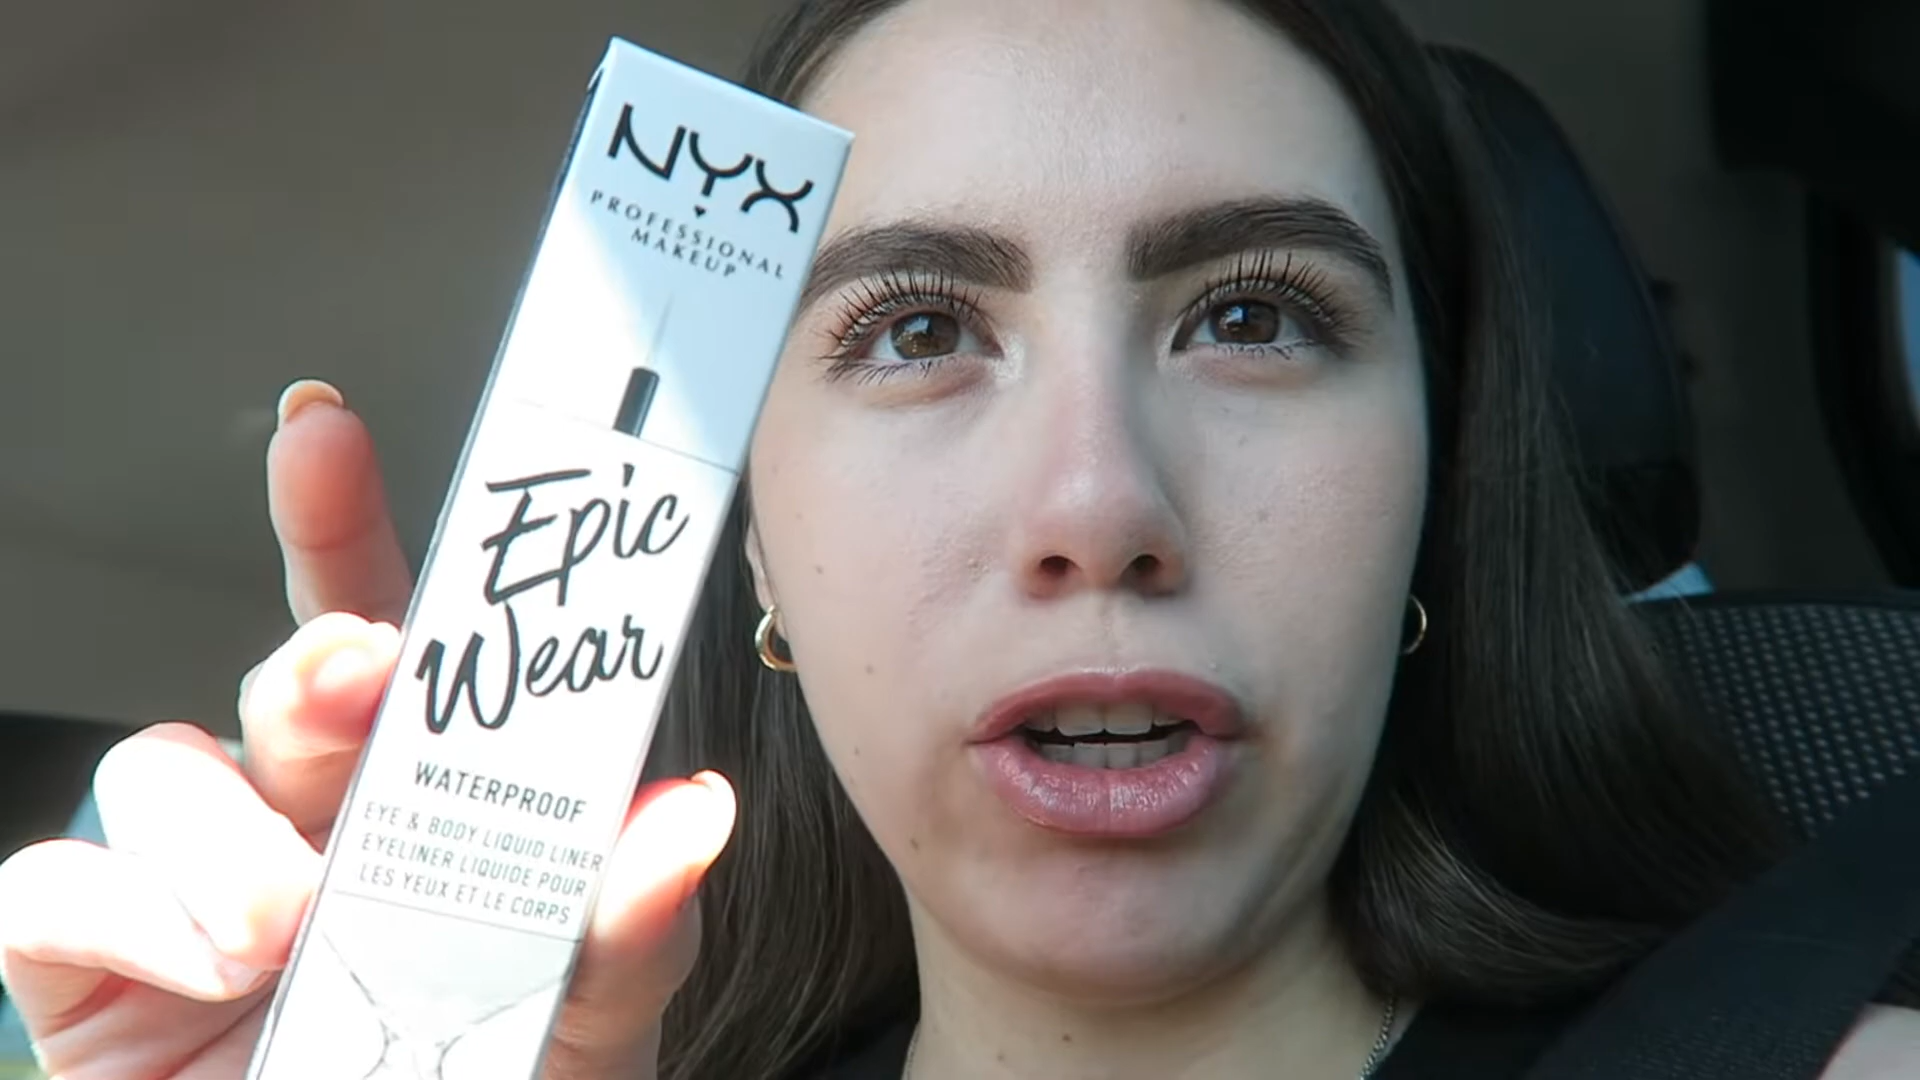 NYX
PROFESSIONAL
MAKEUP
Epic
Wear
WATERPROOF
EYE & BODY LIQUID LINER
EYELINER LIQUIDE POUR
LES YEUX ET LE CORPS